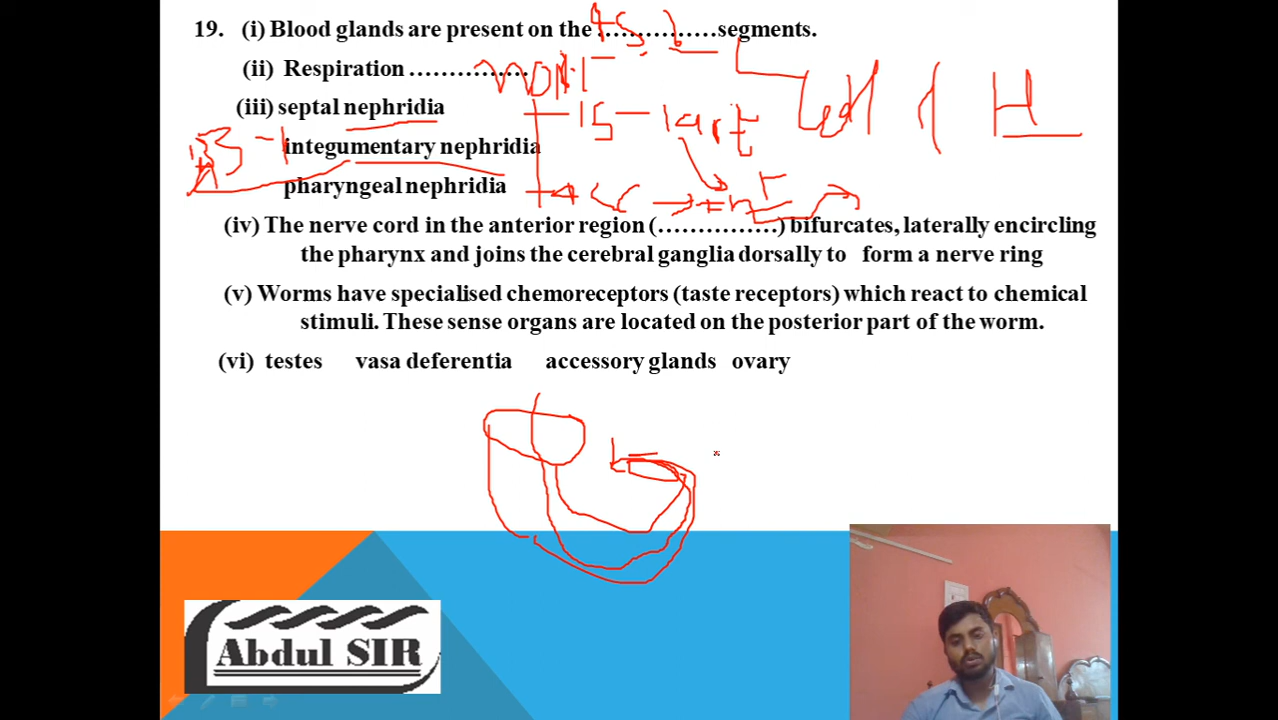 19. (i) Blood glands are present on the ...............segments.
(ii) Respiration ................
(iii) septal nephridia
integumentary nephridia
pharyngeal nephridia
(iv) The nerve cord in the anterior region (...............) bifurcates, laterally encircling
the pharynx and joins the cerebral ganglia dorsally to form a nerve ring
(v) Worms have specialised chemoreceptors (taste receptors) which react to chemical
stimuli. These sense organs are located on the posterior part of the worm.
(vi) testes vasa deferentia accessory glands ovary
Abdul SIR